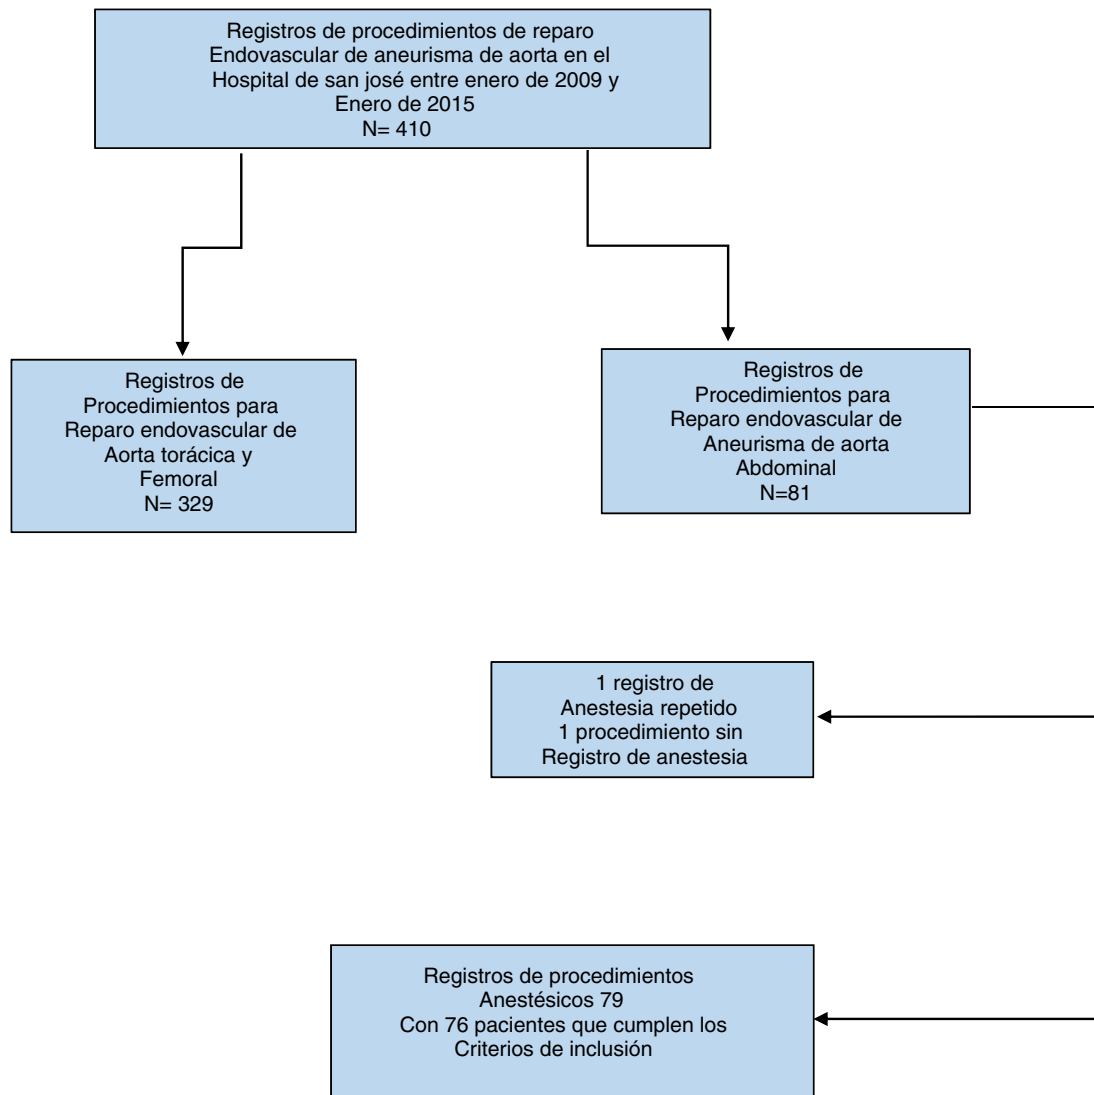 Registros de procedimientos de reparo
Endovascular de aneurisma de aorta en el
Hospital de san josé entre enero de 2009 y
Enero de 2015
N= 410
Registros de
Procedimientos para
Reparo endovascular de
Aorta torácica y
Femoral
N= 329
Registros de
Procedimientos para
Reparo endovascular de
Aneurisma de aorta
Abdominal
N=81
1 registro de
Anestesia repetido
1 procedimiento sin
Registro de anestesia
Registros de procedimientos
Anestésicos 79
Con 76 pacientes que cumplen los
Criterios de inclusión